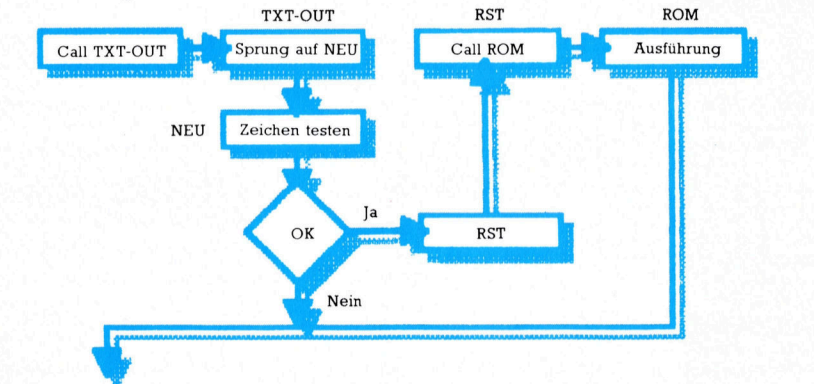 TXT-OUT RST ROM
Call TXT-OUT Sprung auf NEU Call ROM Ausführung
NEU Zeichen testen
Ja
OK RST
Nein